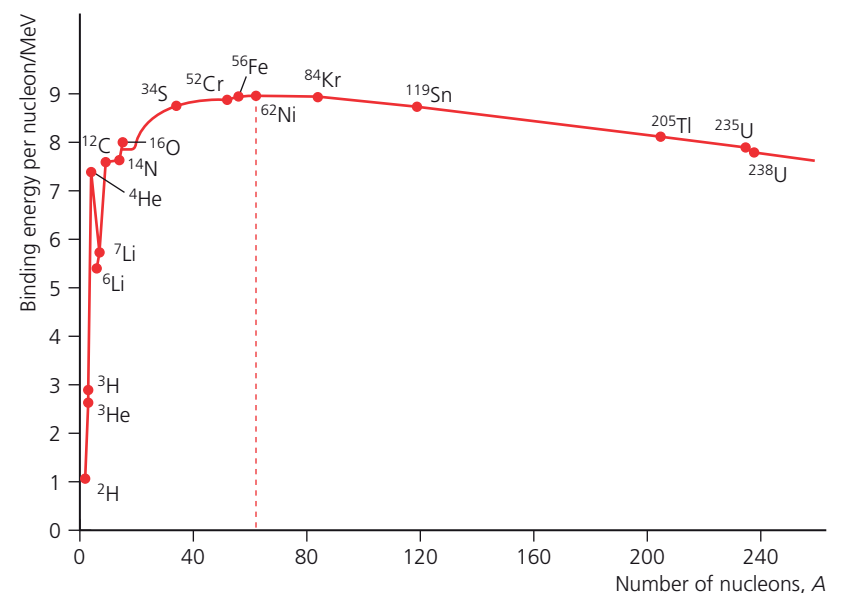 Binding energy per nucleon/MeV
9
8
7
6
5
4
3
2
1
0
0
40
80
120
160
200
240
Number of nucleons, A
²H
³He
³H
⁶Li
⁷Li
⁴He
¹²C
¹⁴N
¹⁶O
³⁴S
⁵²Cr
⁵⁶Fe
⁶²Ni
⁸⁴Kr
¹¹⁹Sn
²⁰⁵Tl
²³⁵U
²³⁸U